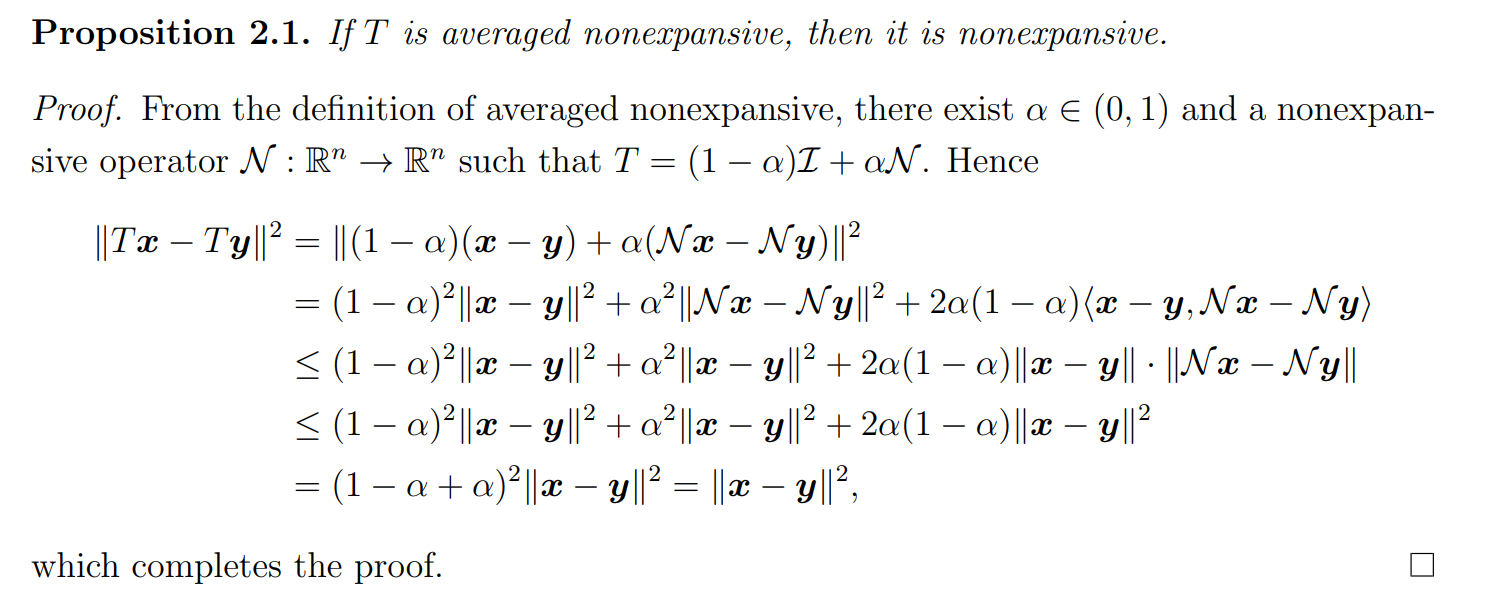 Proposition 2.1. If T is averaged nonexpansive, then it is nonexpansive.
Proof. From the definition of averaged nonexpansive, there exist α ∈ (0, 1) and a nonexpan-
sive operator 𝒩 : ℝⁿ → ℝⁿ such that T = (1 − α)ℐ + α𝒩. Hence
‖T𝒙 − T𝒚‖² = ‖(1 − α)(𝒙 − 𝒚) + α(𝒩𝒙 − 𝒩𝒚)‖²
= (1 − α)²‖𝒙 − 𝒚‖² + α²‖𝒩𝒙 − 𝒩𝒚‖² + 2α(1 − α)⟨𝒙 − 𝒚, 𝒩𝒙 − 𝒩𝒚⟩
≤ (1 − α)²‖𝒙 − 𝒚‖² + α²‖𝒙 − 𝒚‖² + 2α(1 − α)‖𝒙 − 𝒚‖ · ‖𝒩𝒙 − 𝒩𝒚‖
≤ (1 − α)²‖𝒙 − 𝒚‖² + α²‖𝒙 − 𝒚‖² + 2α(1 − α)‖𝒙 − 𝒚‖²
= (1 − α + α)²‖𝒙 − 𝒚‖² = ‖𝒙 − 𝒚‖²,
which completes the proof. □